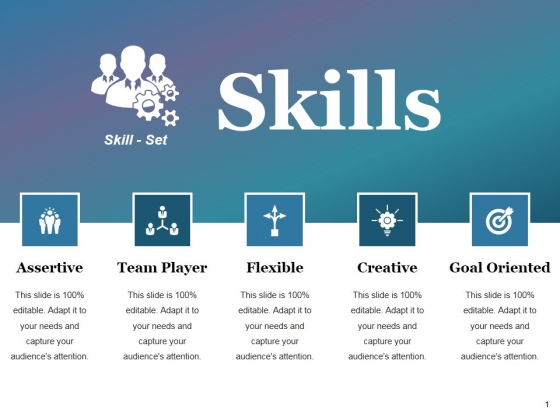 Skills
Skill - Set
Assertive
This slide is 100%
editable. Adapt it to
your needs and
capture your
audience's attention.
Team Player
This slide is 100%
editable. Adapt it to
your needs and
capture your
audience's attention.
Flexible
This slide is 100%
editable. Adapt it to
your needs and
capture your
audience's attention.
Creative
This slide is 100%
editable. Adapt it to
your needs and
capture your
audience's attention.
Goal Oriented
This slide is 100%
editable. Adapt it to
your needs and
capture your
audience's attention.
1